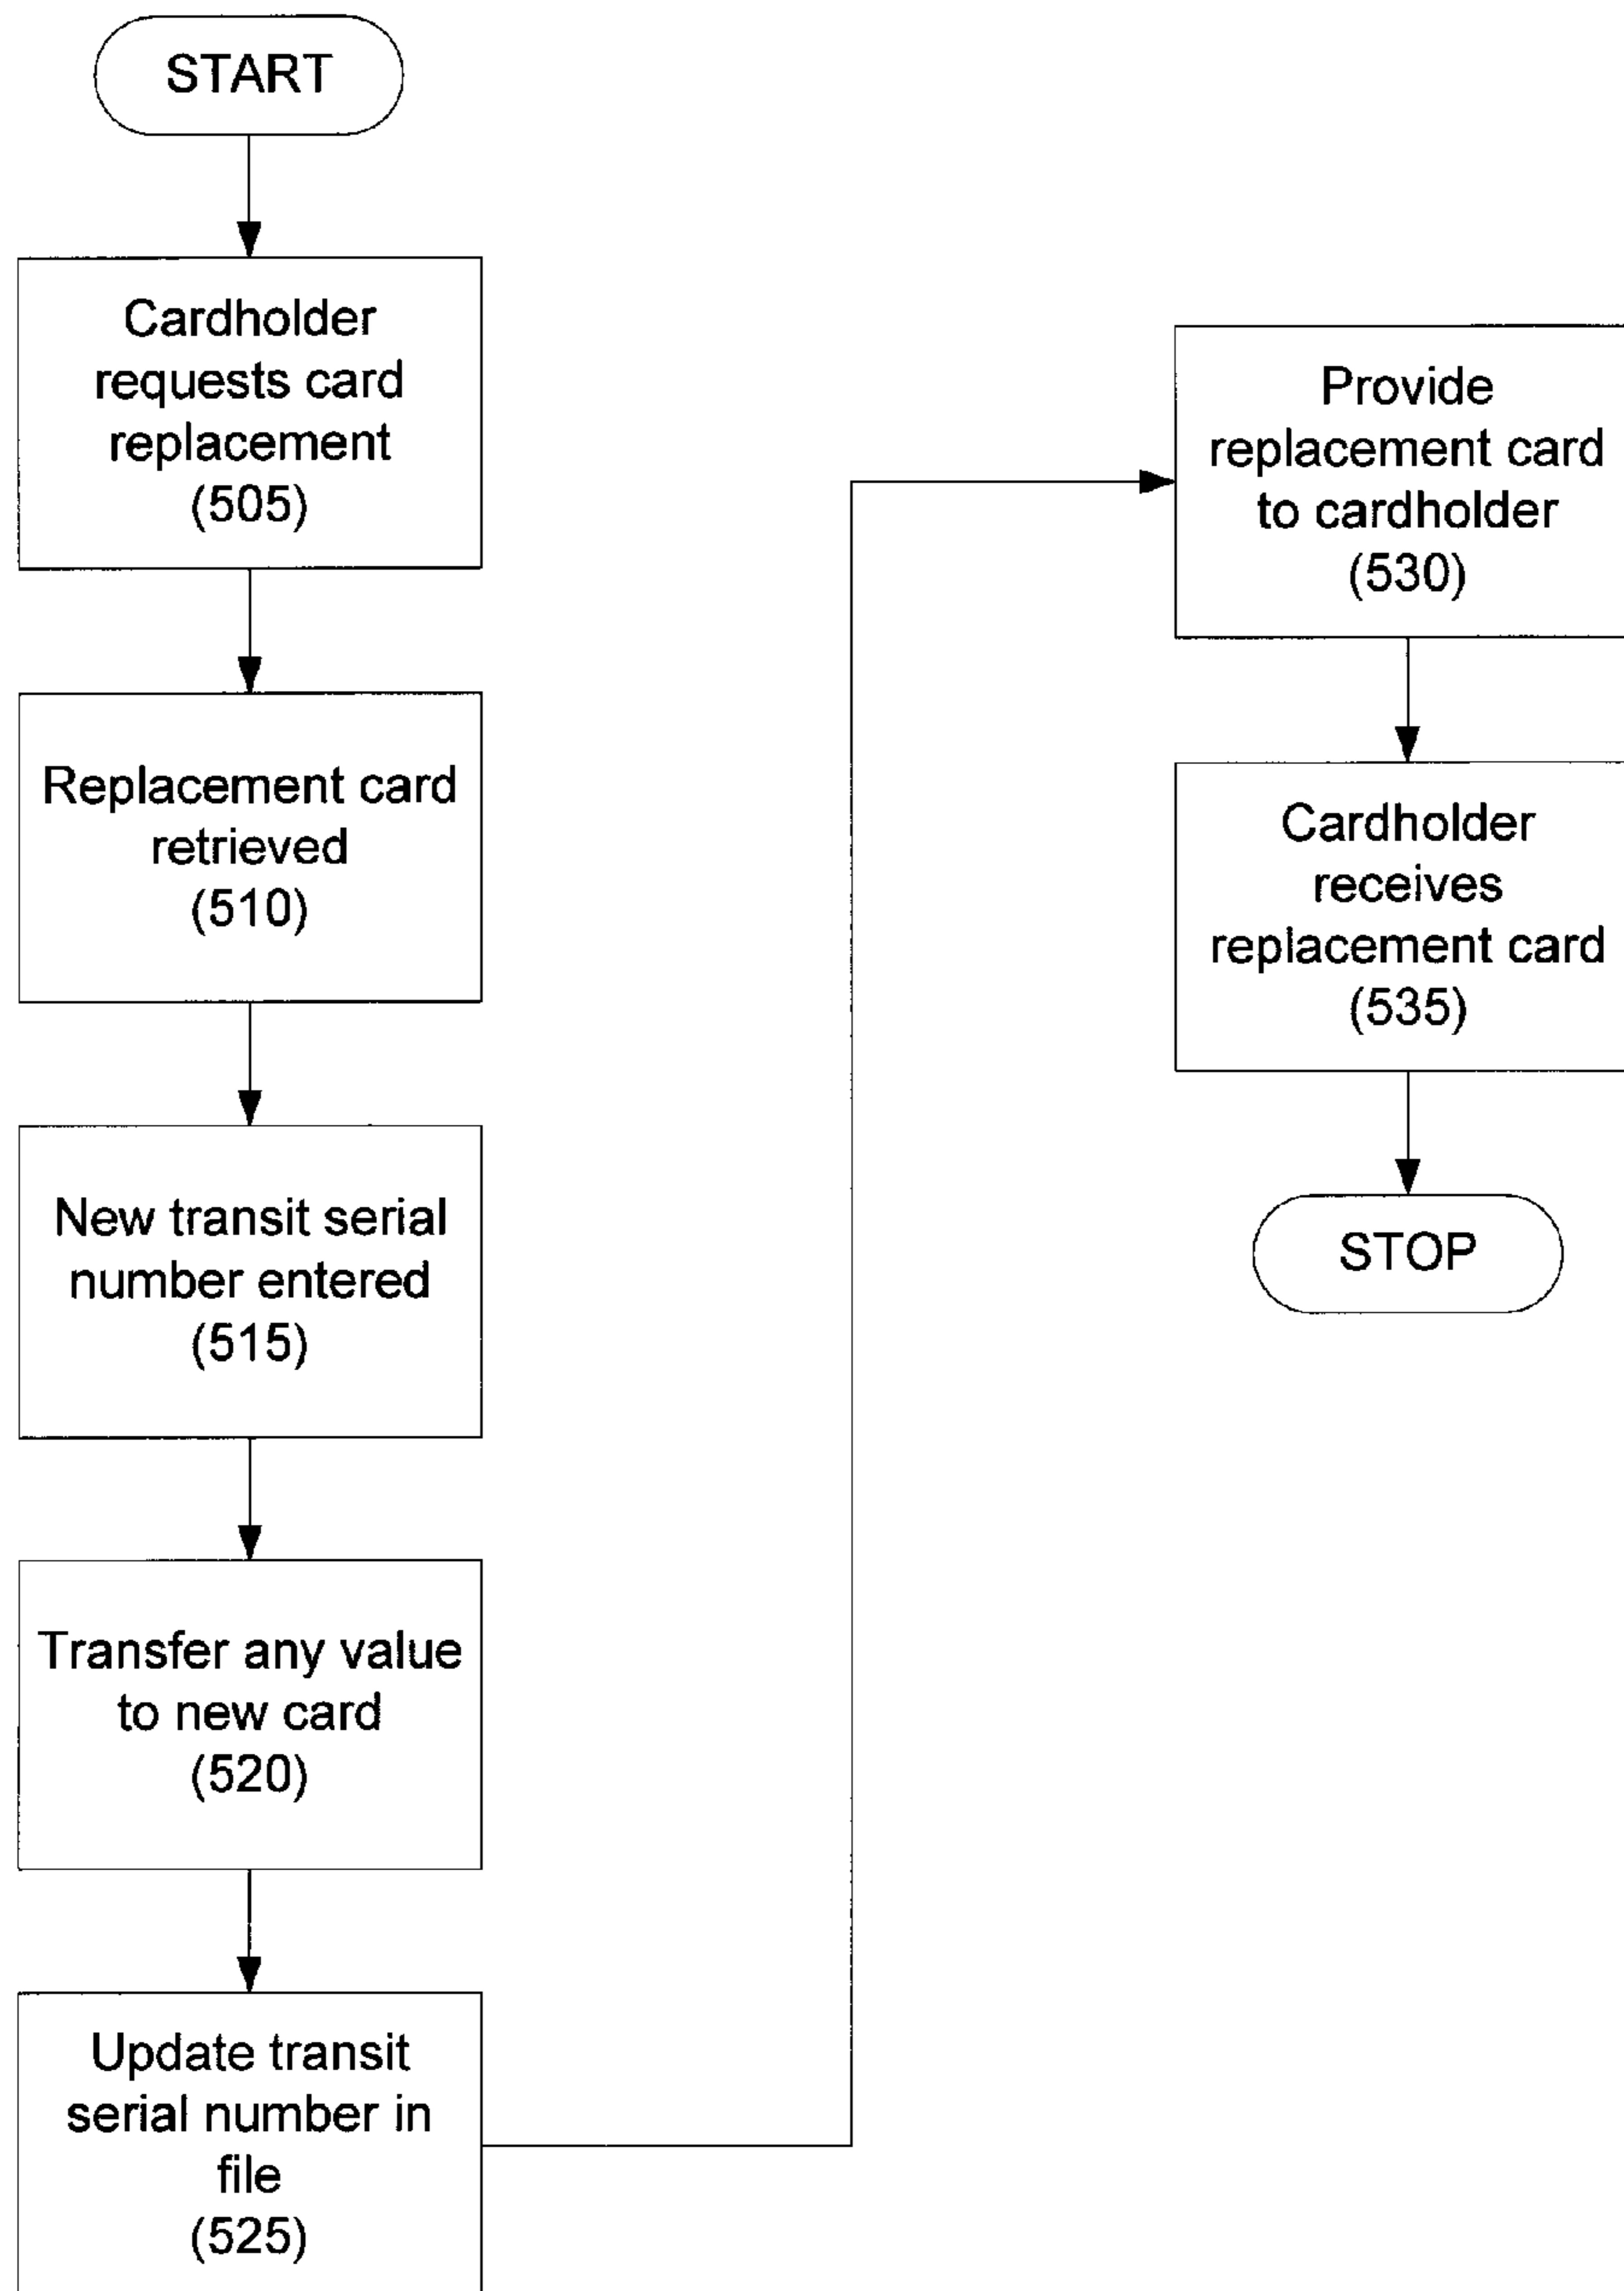 START
Cardholder
requests card
replacement
(505)
Replacement card
retrieved
(510)
New transit serial
number entered
(515)
Transfer any value
to new card
(520)
Update transit
serial number in
file
(525)
Provide
replacement card
to cardholder
(530)
Cardholder
receives
replacement card
(535)
STOP